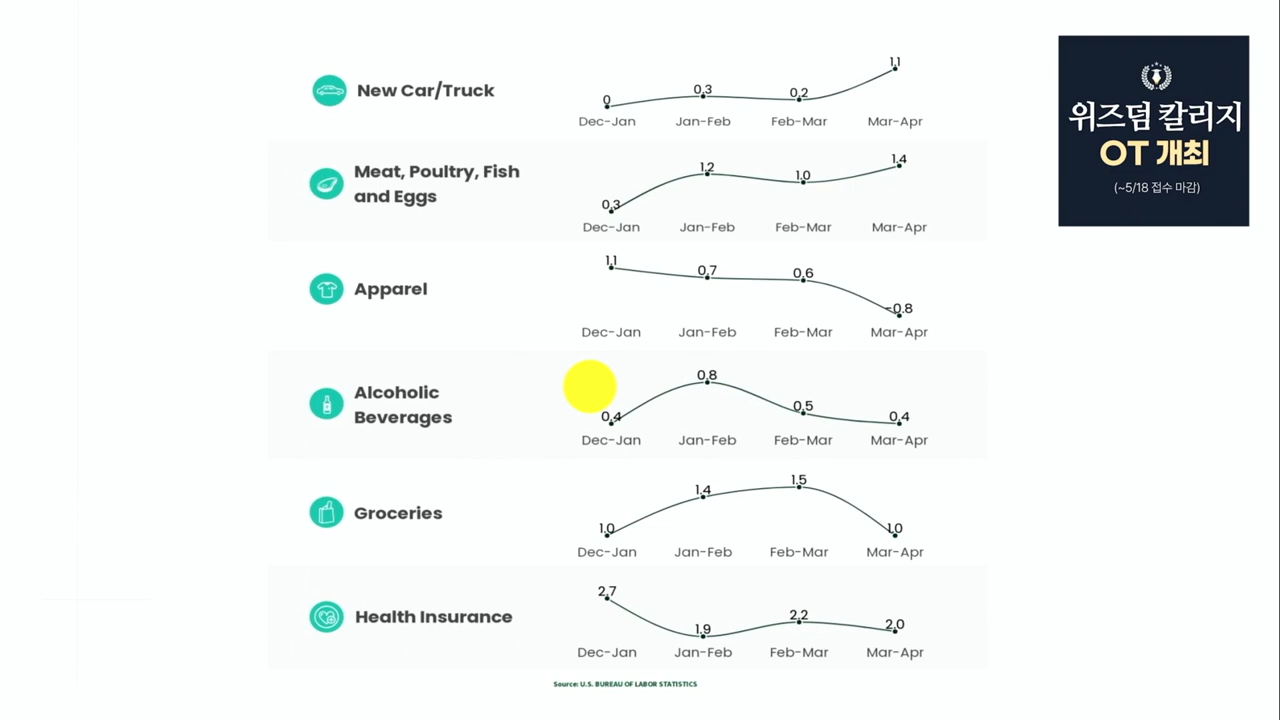 New Car/Truck
0
0.3
0.2
1.1
Dec-Jan
Jan-Feb
Feb-Mar
Mar-Apr
Meat, Poultry, Fish
and Eggs
0.3
1.2
1.0
1.4
Dec-Jan
Jan-Feb
Feb-Mar
Mar-Apr
Apparel
1.1
0.7
0.6
-0.8
Dec-Jan
Jan-Feb
Feb-Mar
Mar-Apr
Alcoholic
Beverages
0.4
0.8
0.5
0.4
Dec-Jan
Jan-Feb
Feb-Mar
Mar-Apr
Groceries
1.0
1.4
1.5
1.0
Dec-Jan
Jan-Feb
Feb-Mar
Mar-Apr
Health Insurance
2.7
1.9
2.2
2.0
Dec-Jan
Jan-Feb
Feb-Mar
Mar-Apr
Source: U.S. BUREAU OF LABOR STATISTICS
위즈덤 칼리지
OT 개최
(~5/18 접수 마감)